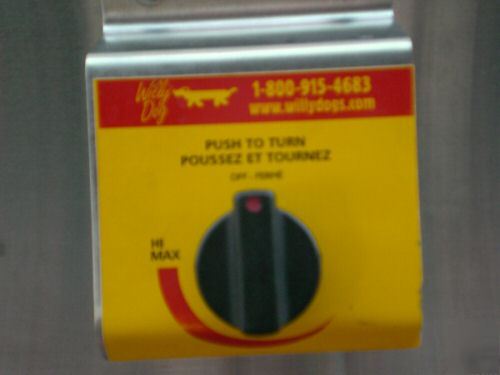 Willy Dog
1-800-915-4683
www.willydogs.com
PUSH TO TURN
POUSSEZ ET TOURNEZ
OFF - FERMÉ
HI
MAX